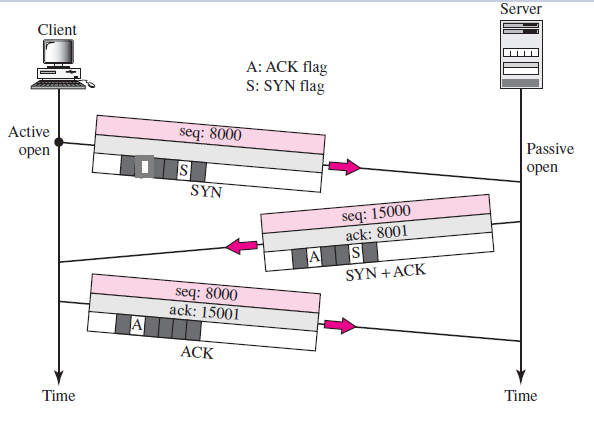 Server
Client
A: ACK flag
S: SYN flag
Active
open
seq: 8000
S
SYN
Passive
open
seq: 15000
ack: 8001
A S
SYN + ACK
seq: 8000
ack: 15001
A
ACK
Time
Time